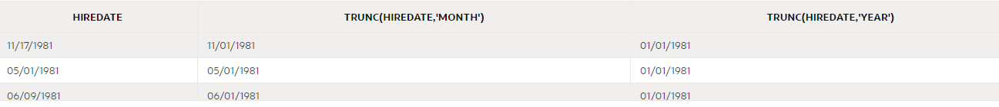 HIREDATE TRUNC(HIREDATE,'MONTH') TRUNC(HIREDATE,'YEAR')
11/17/1981 11/01/1981 01/01/1981
05/01/1981 05/01/1981 01/01/1981
06/09/1981 06/01/1981 01/01/1981